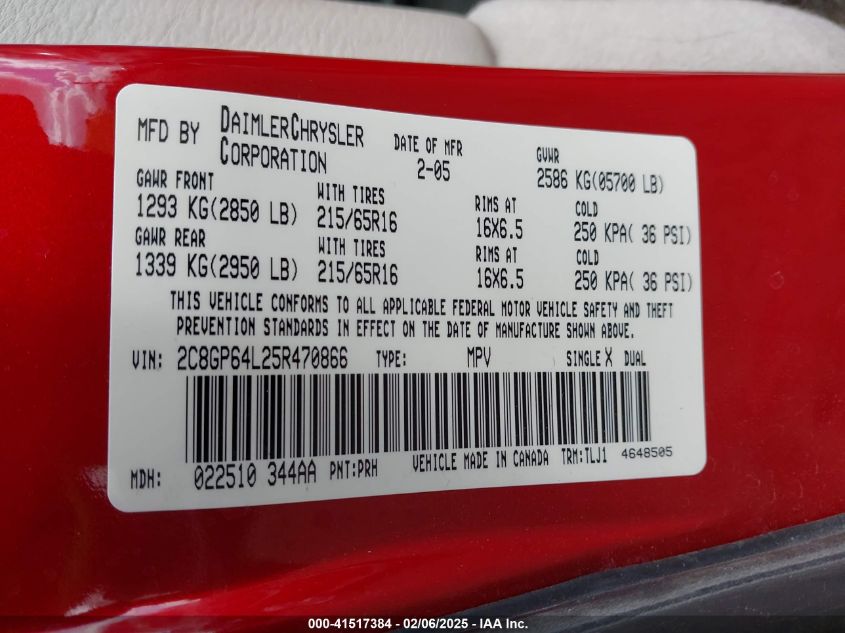 MFD BY DAIMLERCHRYSLER CORPORATION DATE OF MFR 2-05 GVWR 2586 KG(05700 LB)
GAWR FRONT WITH TIRES RIMS AT COLD
1293 KG(2850 LB) 215/65R16 16X6.5 250 KPA( 36 PSI)
GAWR REAR WITH TIRES RIMS AT COLD
1339 KG(2950 LB) 215/65R16 16X6.5 250 KPA( 36 PSI)
THIS VEHICLE CONFORMS TO ALL APPLICABLE FEDERAL MOTOR VEHICLE SAFETY AND THEFT
PREVENTION STANDARDS IN EFFECT ON THE DATE OF MANUFACTURE SHOWN ABOVE.
VIN: 2C8GP64L25R470866 TYPE: MPV SINGLE X DUAL
MDH: 022510 344AA PNT:PRH VEHICLE MADE IN CANADA TRM:TLJ1 4648505
000-41517384 - 02/06/2025 - IAA Inc.